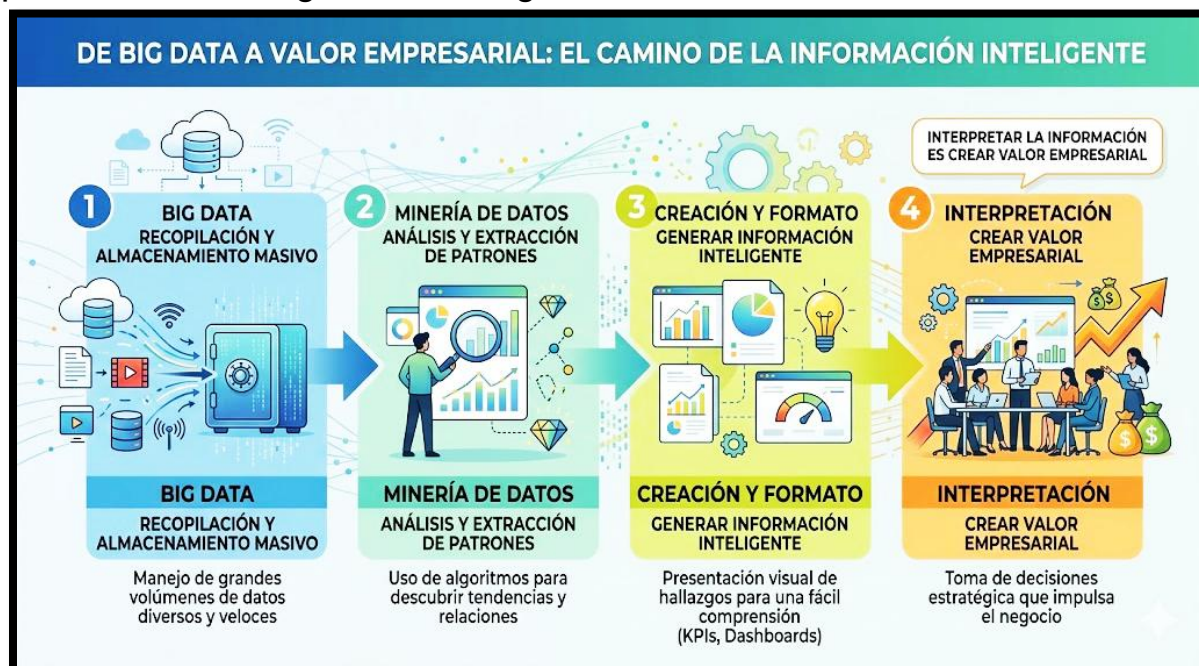 DE BIG DATA A VALOR EMPRESARIAL: EL CAMINO DE LA INFORMACIÓN INTELIGENTE
INTERPRETAR LA INFORMACIÓN
ES CREAR VALOR EMPRESARIAL
1
BIG DATA
RECOPILACIÓN Y
ALMACENAMIENTO MASIVO
BIG DATA
RECOPILACIÓN Y
ALMACENAMIENTO MASIVO
Manejo de grandes
volúmenes de datos
diversos y veloces
2
MINERÍA DE DATOS
ANÁLISIS Y EXTRACCIÓN
DE PATRONES
MINERÍA DE DATOS
ANÁLISIS Y EXTRACCIÓN
DE PATRONES
Uso de algoritmos para
descubrir tendencias y
relaciones
3
CREACIÓN Y FORMATO
GENERAR INFORMACIÓN
INTELIGENTE
CREACIÓN Y FORMATO
GENERAR INFORMACIÓN
INTELIGENTE
Presentación visual de
hallazgos para una fácil
comprensión
(KPIs, Dashboards)
4
INTERPRETACIÓN
CREAR VALOR
EMPRESARIAL
$
$
$
$
INTERPRETACIÓN
CREAR VALOR
EMPRESARIAL
Toma de decisiones
estratégica que impulsa
el negocio